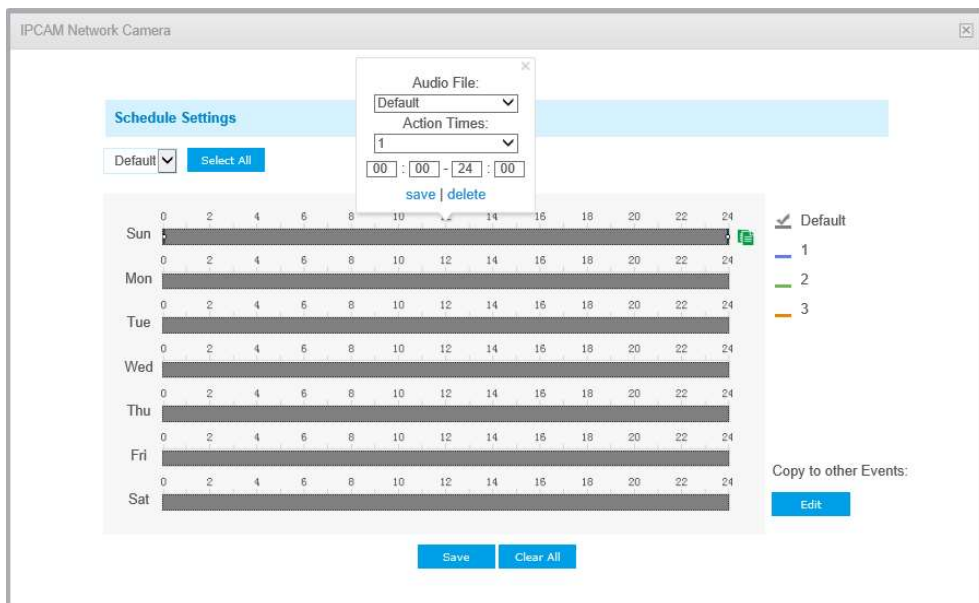 IPCAM Network Camera
Audio File:
Default
Action Times:
1
00 : 00 - 24 : 00
save | delete
Schedule Settings
Default Select All
0 2 4 6 8 10 14 16 18 20 22 24
Sun
0 2 4 6 8 10 12 14 16 18 20 22 24
Mon
0 2 4 6 8 10 12 14 16 18 20 22 24
Tue
0 2 4 6 8 10 12 14 16 18 20 22 24
Wed
0 2 4 6 8 10 12 14 16 18 20 22 24
Thu
0 2 4 6 8 10 12 14 16 18 20 22 24
Fri
0 2 4 6 8 10 12 14 16 18 20 22 24
Sat
Default
1
2
3
Copy to other Events:
Edit
Save Clear All